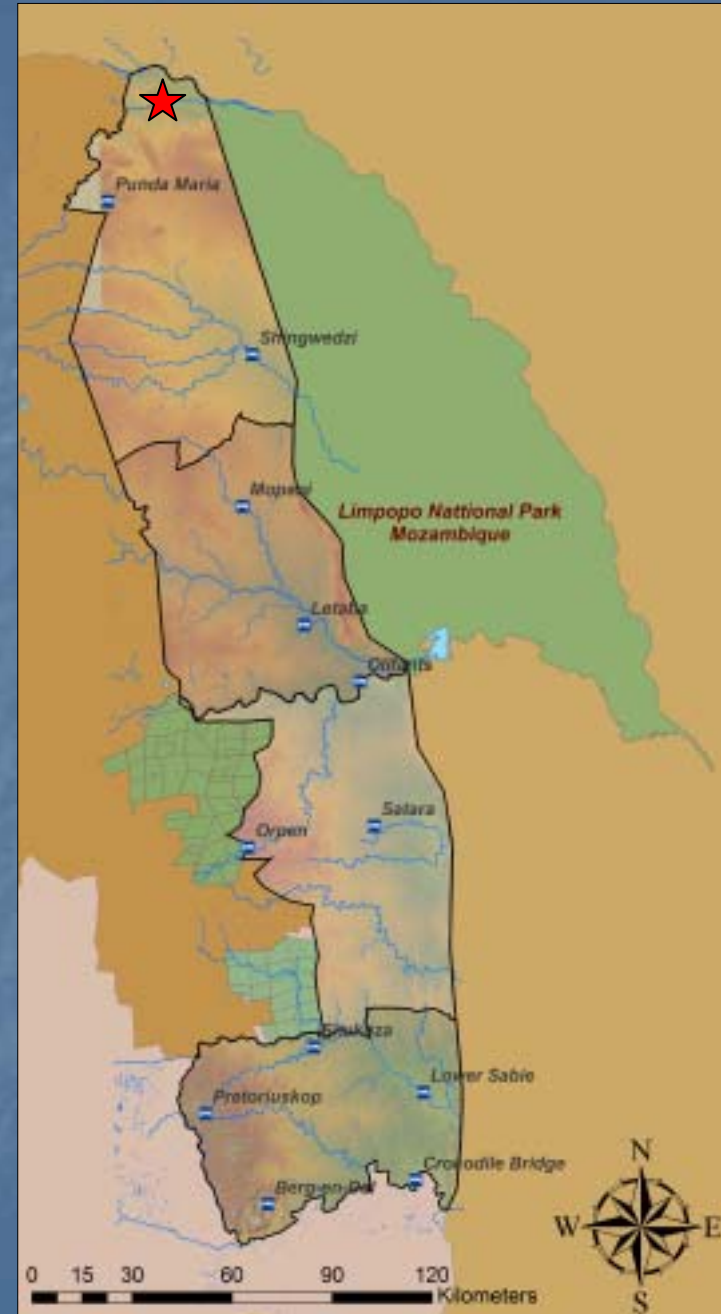 Punda Maria
Shingwedzi
Mopani
Limpopo Nattional Park
Mozambique
Letaba
Olifants
Satara
Orpen
Skukuza
Lower Sabie
Pretoriuskop
Crocodile Bridge
Berg-en-Dal
N
W
E
S
0 15 30 60 90 120
Kilometers